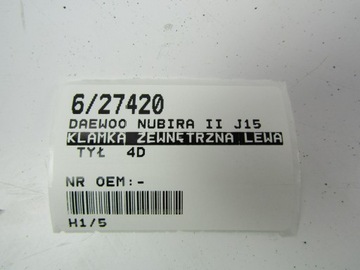 6/27420
DAEWOO NUBIRA II J15
KLAMKA ZEWNĘTRZNA LEWA
TYŁ 4D
NR OEM:-
H1/5